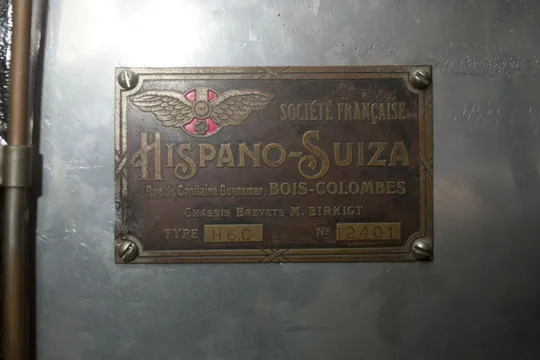 SOCIÉTÉ FRANÇAISE
HISPANO-SUIZA
Rue du Capitaine Guynemer, BOIS-COLOMBES
CHASSIS BREVETS M. BIRKIGT
TYPE H6C Nº 12401